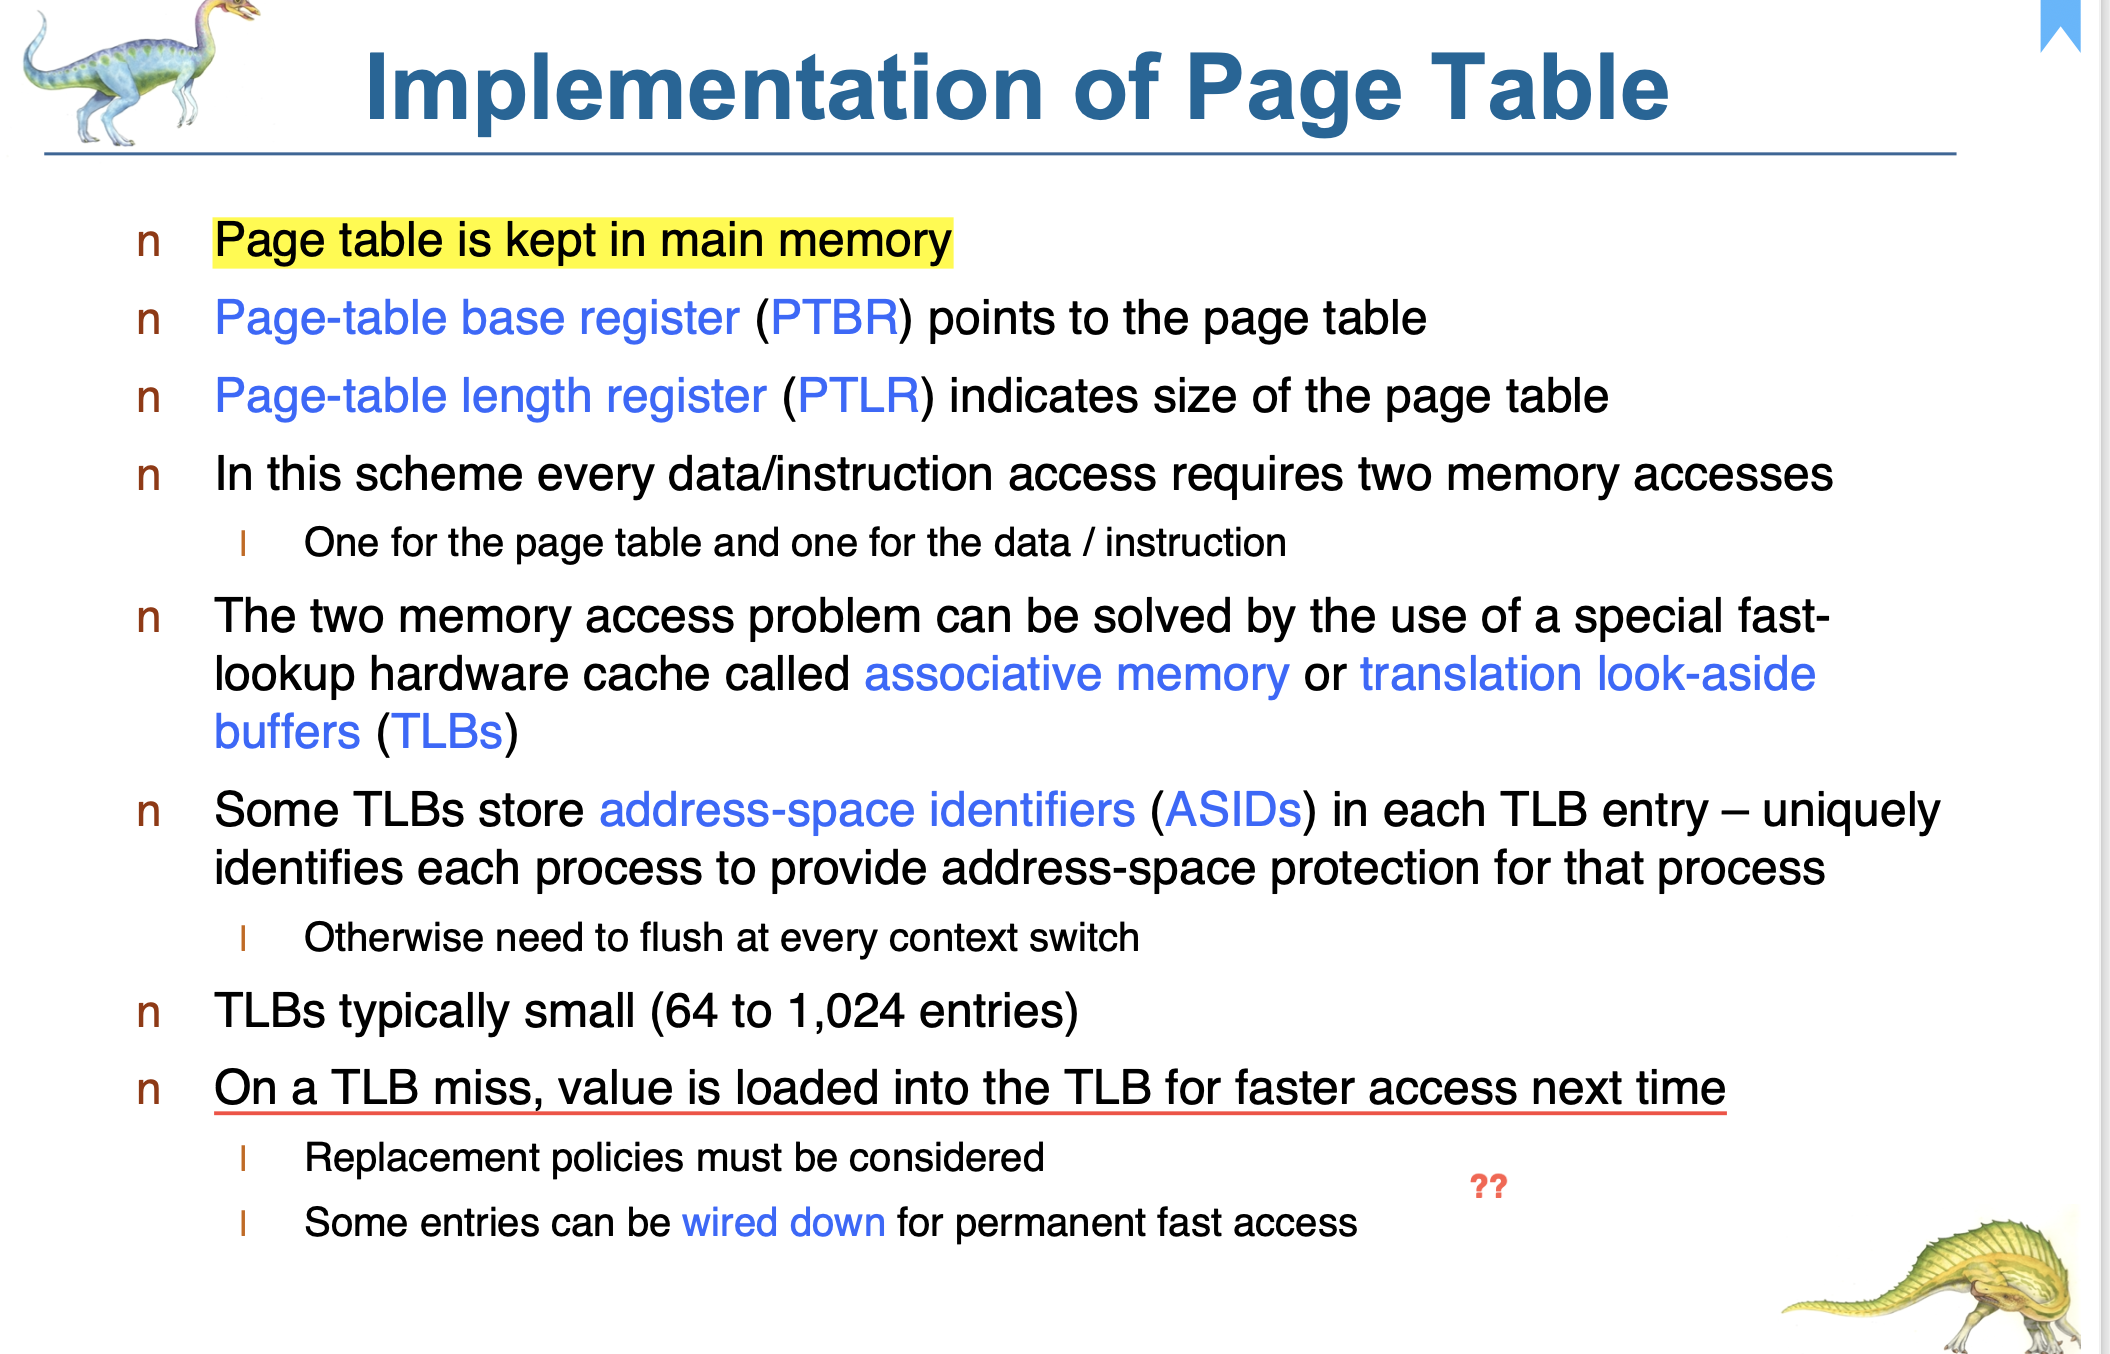 Implementation of Page Table
n Page table is kept in main memory
n Page-table base register (PTBR) points to the page table
n Page-table length register (PTLR) indicates size of the page table
n In this scheme every data/instruction access requires two memory accesses
l One for the page table and one for the data / instruction
n The two memory access problem can be solved by the use of a special fast-
lookup hardware cache called associative memory or translation look-aside
buffers (TLBs)
n Some TLBs store address-space identifiers (ASIDs) in each TLB entry – uniquely
identifies each process to provide address-space protection for that process
l Otherwise need to flush at every context switch
n TLBs typically small (64 to 1,024 entries)
n On a TLB miss, value is loaded into the TLB for faster access next time
l Replacement policies must be considered
??
l Some entries can be wired down for permanent fast access